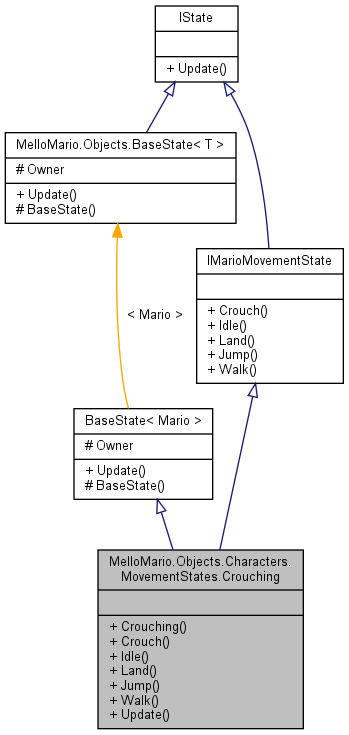 IState
+ Update()
MelloMario.Objects.BaseState< T >
# Owner
+ Update()
# BaseState()
IMarioMovementState
+ Crouch()
+ Idle()
+ Land()
+ Jump()
+ Walk()
< Mario >
BaseState< Mario >
# Owner
+ Update()
# BaseState()
MelloMario.Objects.Characters.
MovementStates.Crouching
+ Crouching()
+ Crouch()
+ Idle()
+ Land()
+ Jump()
+ Walk()
+ Update()